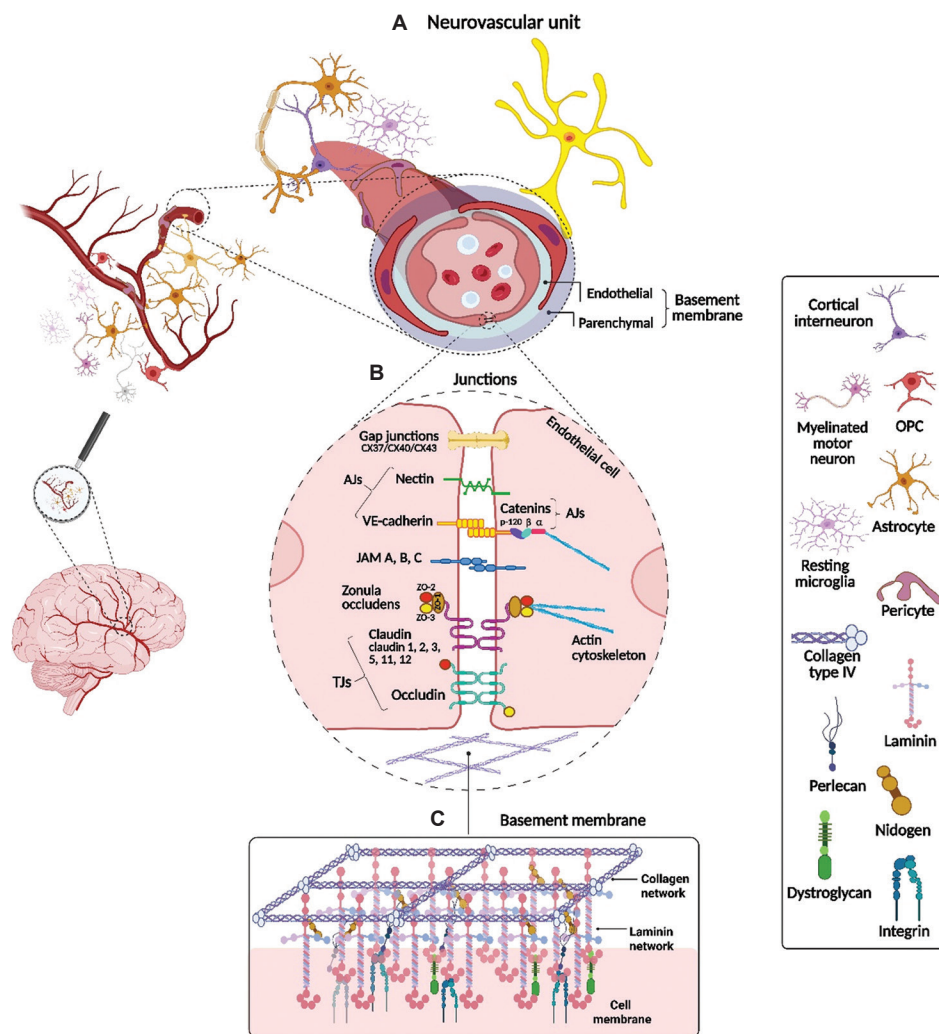 A Neurovascular unit
Endothelial
Parenchymal
Basement
membrane
B
Junctions
Endothelial cell
Gap junctions
CX37/CX40/CX43
AJs
Nectin
VE-cadherin
Catenins
p-120 β α
AJs
JAM A, B, C
Zonula
occludens
ZO-2
ZO-1
ZO-3
Claudin
claudin 1, 2, 3,
5, 11, 12
TJs
Occludin
Actin
cytoskeleton
C
Basement membrane
Collagen
network
Laminin
network
Cell
membrane
Cortical
interneuron
Myelinated
motor
neuron
OPC
Astrocyte
Resting
microglia
Pericyte
Collagen
type IV
Laminin
Perlecan
Nidogen
Dystroglycan
Integrin